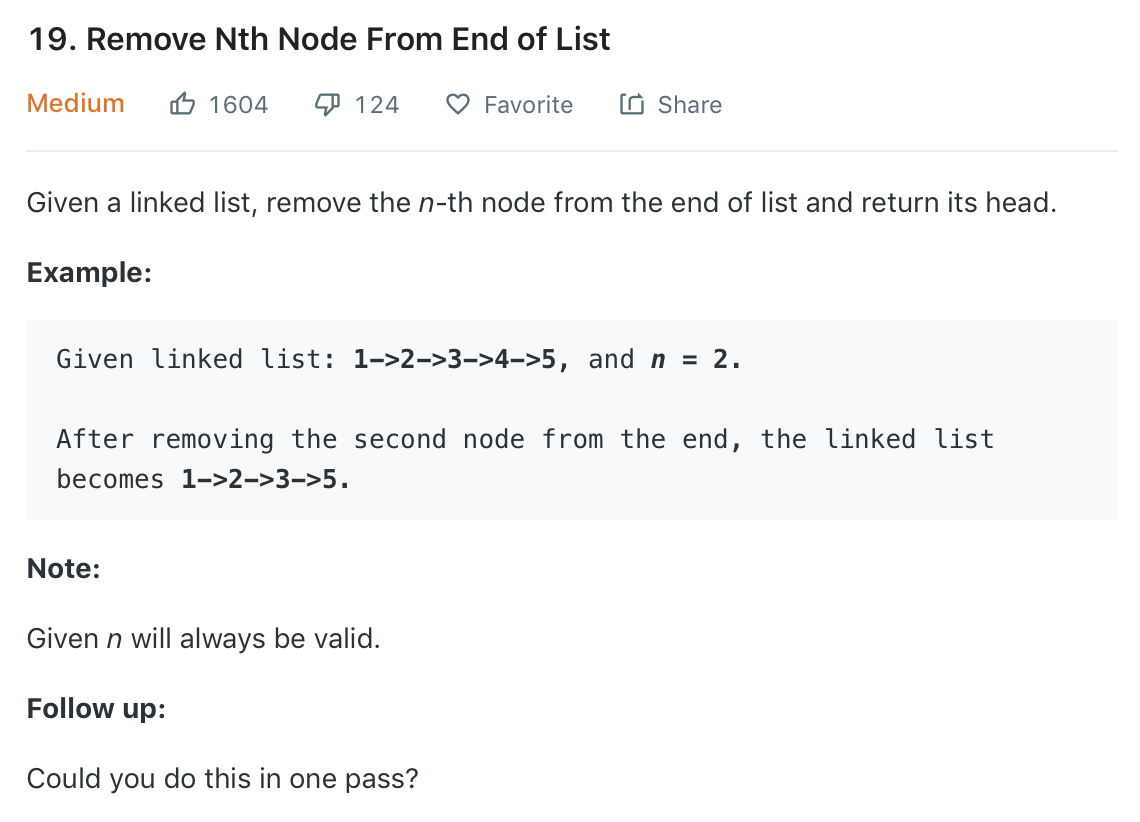 19. Remove Nth Node From End of List
Medium 1604 124 Favorite Share
Given a linked list, remove the n-th node from the end of list and return its head.
Example:
Given linked list: 1->2->3->4->5, and n = 2.
After removing the second node from the end, the linked list
becomes 1->2->3->5.
Note:
Given n will always be valid.
Follow up:
Could you do this in one pass?